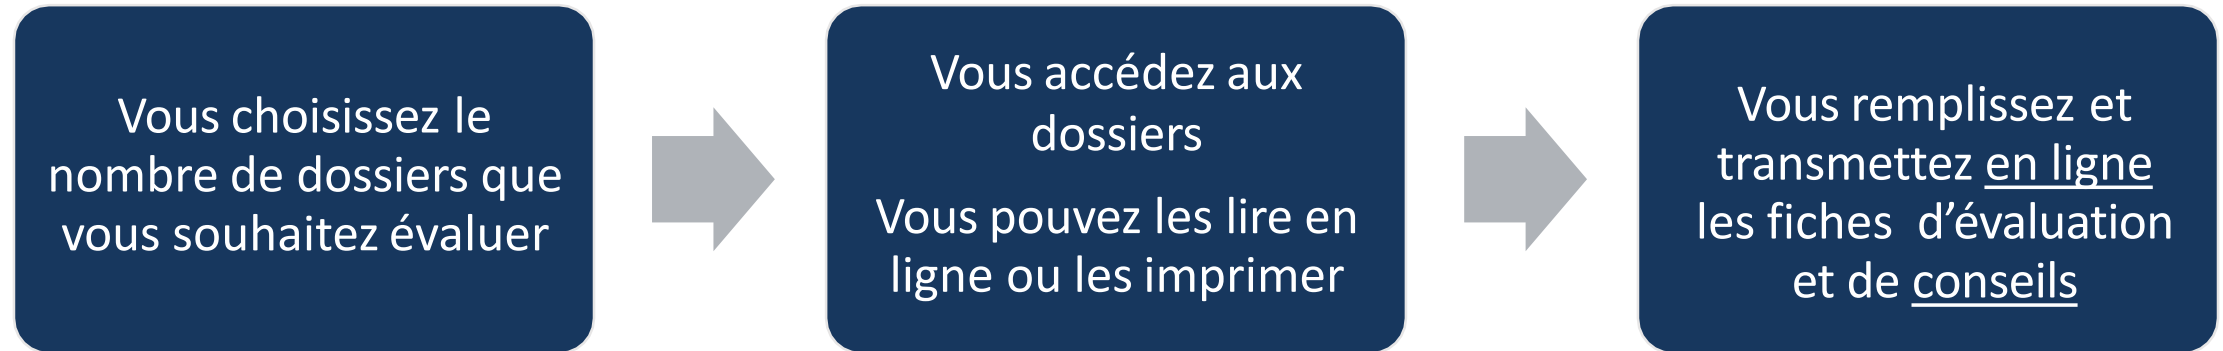 Vous choisissez le
nombre de dossiers que
vous souhaitez évaluer
Vous accédez aux
dossiers
Vous pouvez les lire en
ligne ou les imprimer
Vous remplissez et
transmettez en ligne
les fiches  d’évaluation
et de conseils